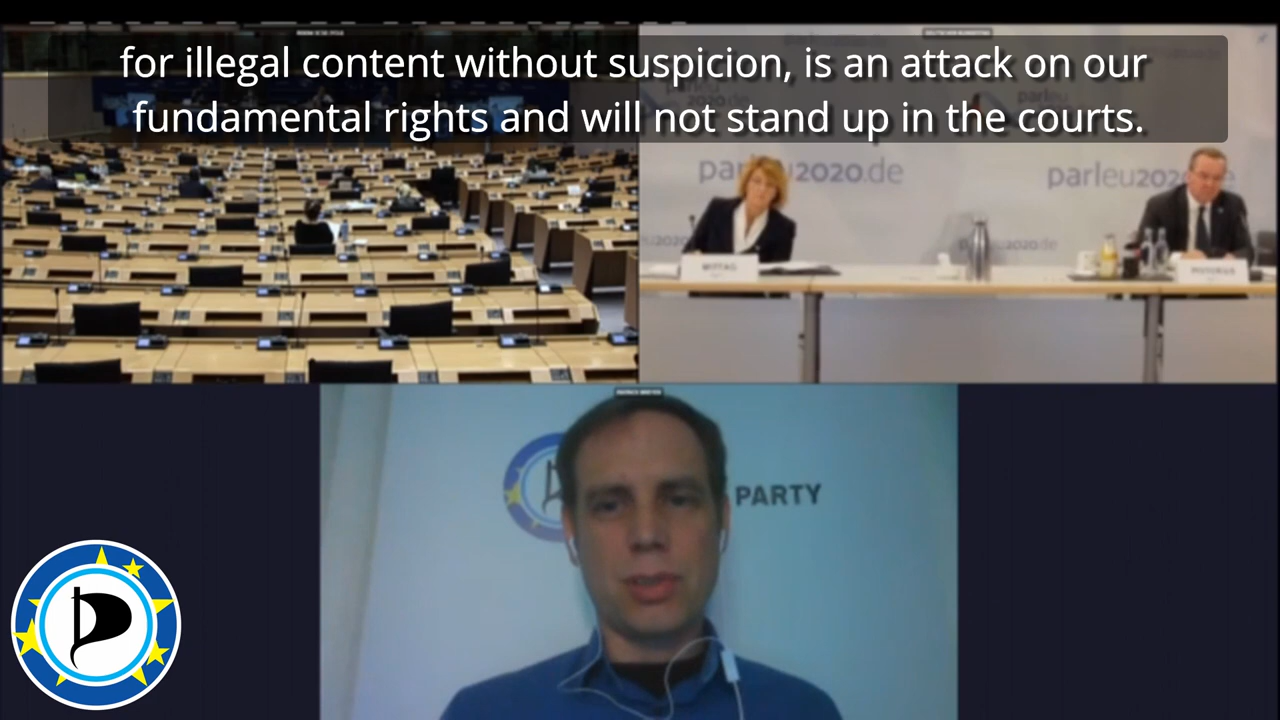 for illegal content without suspicion, is an attack on our
fundamental rights and will not stand up in the courts.
parleu2020.de
parleu2020.de
PARTY